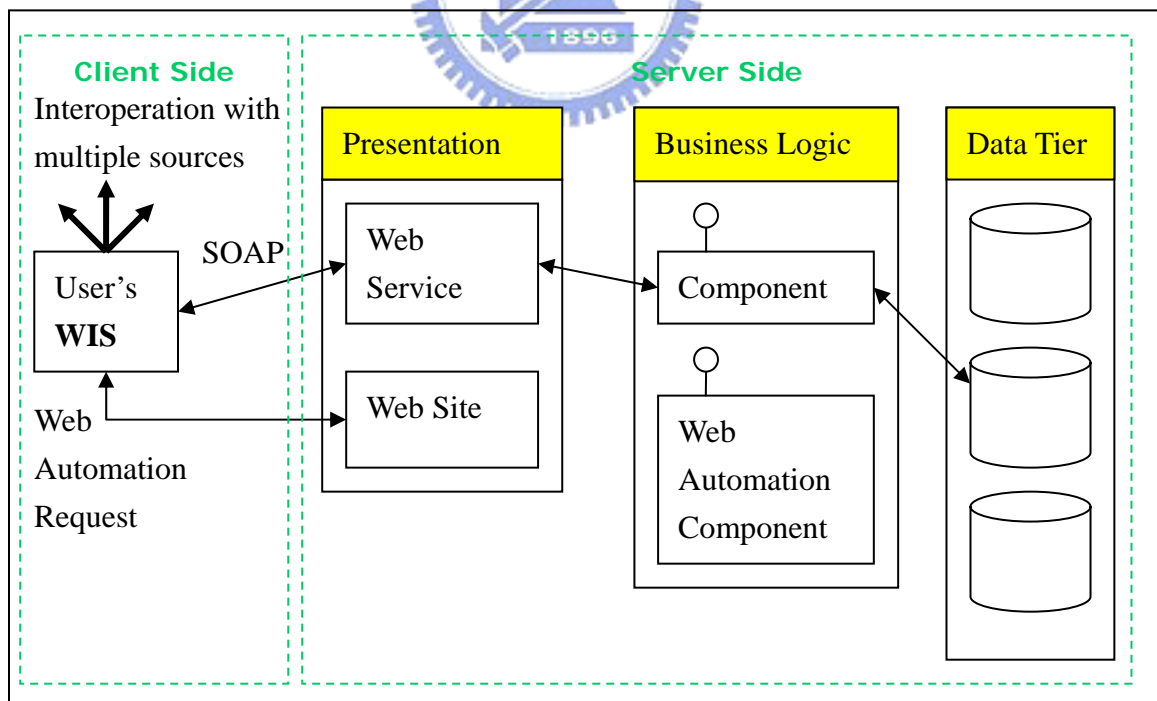 1896
Client Side
Server Side
Interoperation with
multiple sources
Presentation
Business Logic
Data Tier
SOAP
User's
WIS
Web
Service
Component
Web Site
Web
Automation
Request
Web
Automation
Component